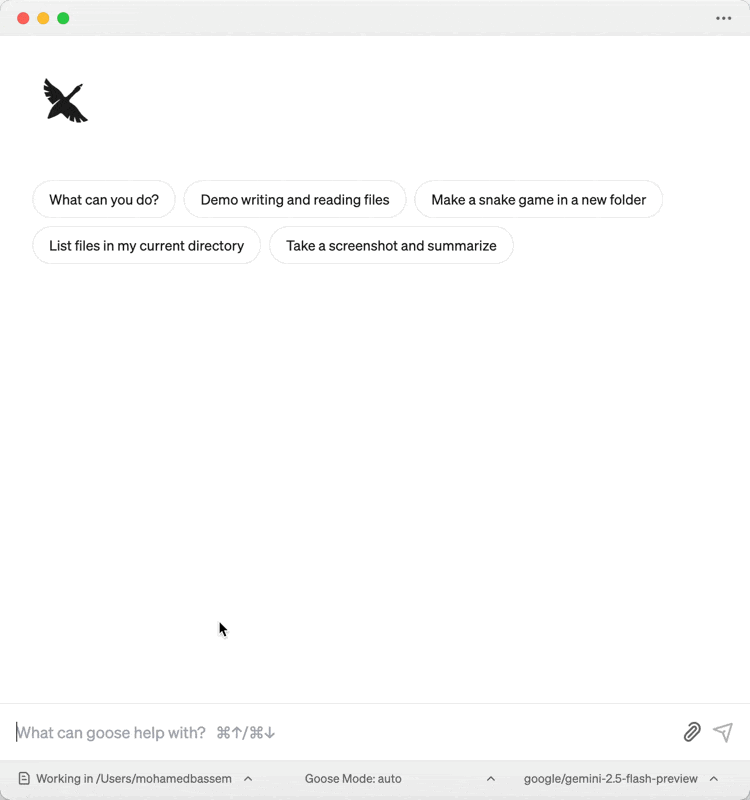 What can you do? Demo writing and reading files Make a snake game in a new folder
List files in my current directory Take a screenshot and summarize
What can goose help with? ⌘↑/⌘↓
Working in /Users/mohamedbassem Goose Mode: auto google/gemini-2.5-flash-preview